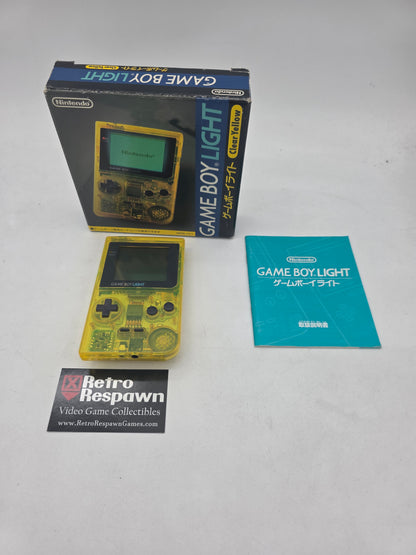 GAME BOY LIGHT
Nintendo
Nintendo
Nintendo
GAME BOY LIGHT
Clear Yellow
ゲームボーイライト
GAME BOY LIGHT
Nintendo
GAME BOY LIGHT
ゲームボーイライト
取扱説明書
Retro
Respawn
Video Game Collectibles
www.RetroRespawnGames.com